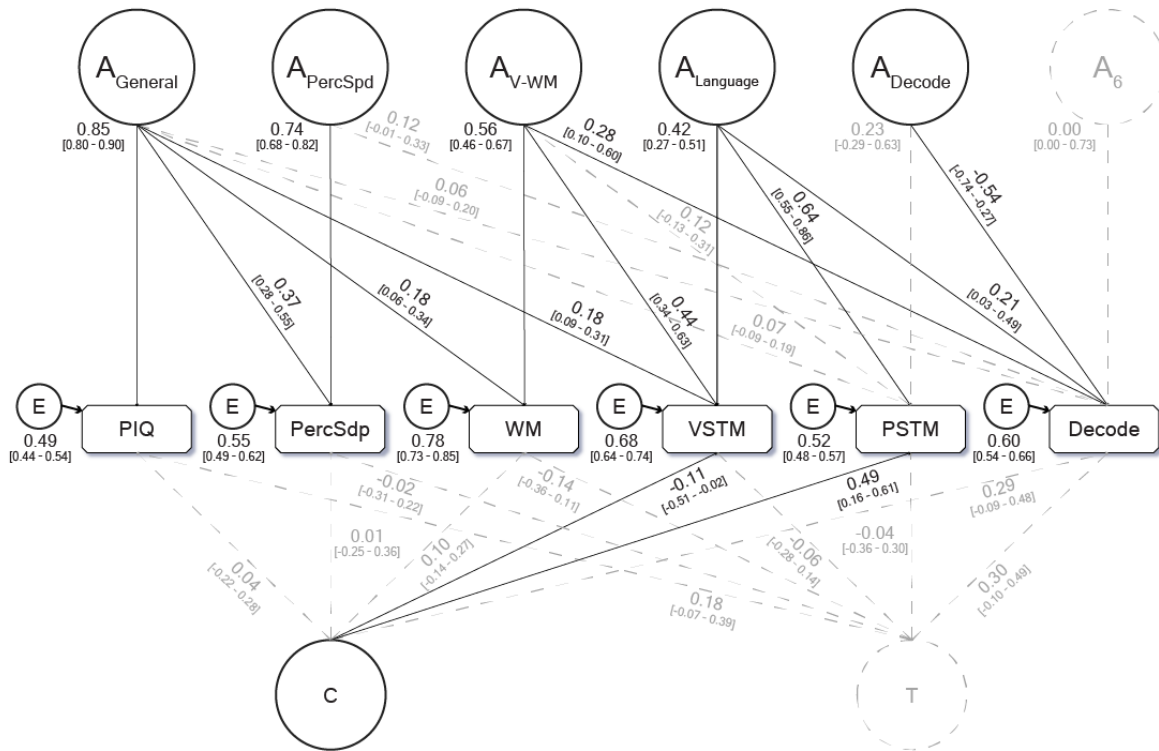 A General
A PercSpd
A V-WM
A Language
A Decode
A 6
0.85
[0.80 - 0.90]
0.74
[0.68 - 0.82]
0.12
[-0.01 - 0.33]
0.56
[0.46 - 0.67]
0.28
[0.10 - 0.60]
0.42
[0.27 - 0.51]
0.23
[-0.29 - 0.63]
0.00
[0.00 - 0.73]
0.06
[-0.09 - 0.20]
0.12
[-0.13 - 0.31]
0.64
[0.55 - 0.86]
-0.54
[-0.74 - -0.27]
0.37
[0.28 - 0.55]
0.18
[0.06 - 0.34]
0.18
[0.09 - 0.31]
0.44
[0.34 - 0.63]
0.07
[-0.09 - 0.19]
0.21
[0.03 - 0.49]
E
PIQ
E
PercSdp
E
WM
E
VSTM
E
PSTM
E
Decode
0.49
[0.44 - 0.54]
0.55
[0.49 - 0.62]
0.78
[0.73 - 0.85]
0.68
[0.64 - 0.74]
0.52
[0.48 - 0.57]
0.60
[0.54 - 0.66]
-0.02
[-0.31 - 0.22]
-0.14
[-0.36 - 0.11]
-0.11
[-0.51 - -0.02]
0.49
[0.16 - 0.61]
0.29
[-0.09 - 0.48]
0.04
[-0.22 - 0.28]
0.01
[-0.25 - 0.36]
0.10
[-0.14 - 0.27]
0.18
[-0.07 - 0.39]
-0.06
[-0.28 - 0.14]
-0.04
[-0.36 - 0.30]
0.30
[-0.10 - 0.49]
C
T